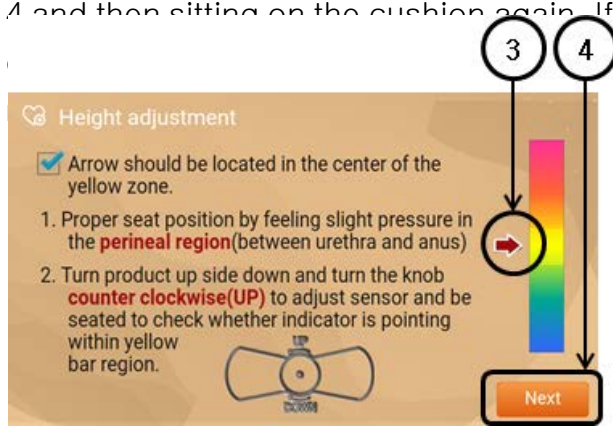 4 and then sitting on the cushion again. If
3
4
Height adjustment
Arrow should be located in the center of the
yellow zone.
1. Proper seat position by feeling slight pressure in
the perineal region(between urethra and anus)
2. Turn product up side down and turn the knob
counter clockwise(UP) to adjust sensor and be
seated to check whether indicator is pointing
within yellow
bar region.
UP
DOWN
Next